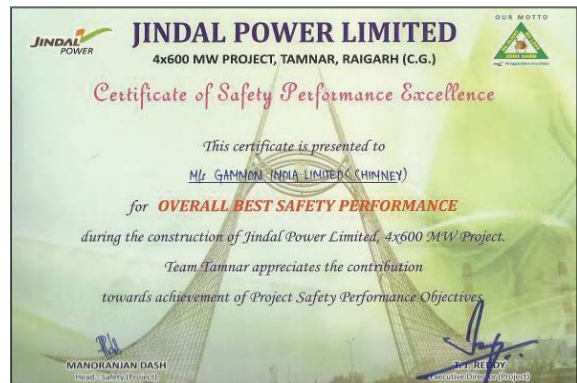 JINDAL
POWER
JINDAL POWER LIMITED
4x600 MW PROJECT, TAMNAR, RAIGARH (C.G.)
OUR MOTTO
ZERO HARM
Certificate of Safety Performance Excellence
This certificate is presented to
M/s GAMMON INDIA LIMITED (CHIMNEY)
for OVERALL BEST SAFETY PERFORMANCE
during the construction of Jindal Power Limited, 4x600 MW Project.
Team Tamnar appreciates the contribution
towards achievement of Project Safety Performance Objectives
MANORANJAN DASH
Head - Safety (Project)
T. J. REDDY
Executive Director (Project)